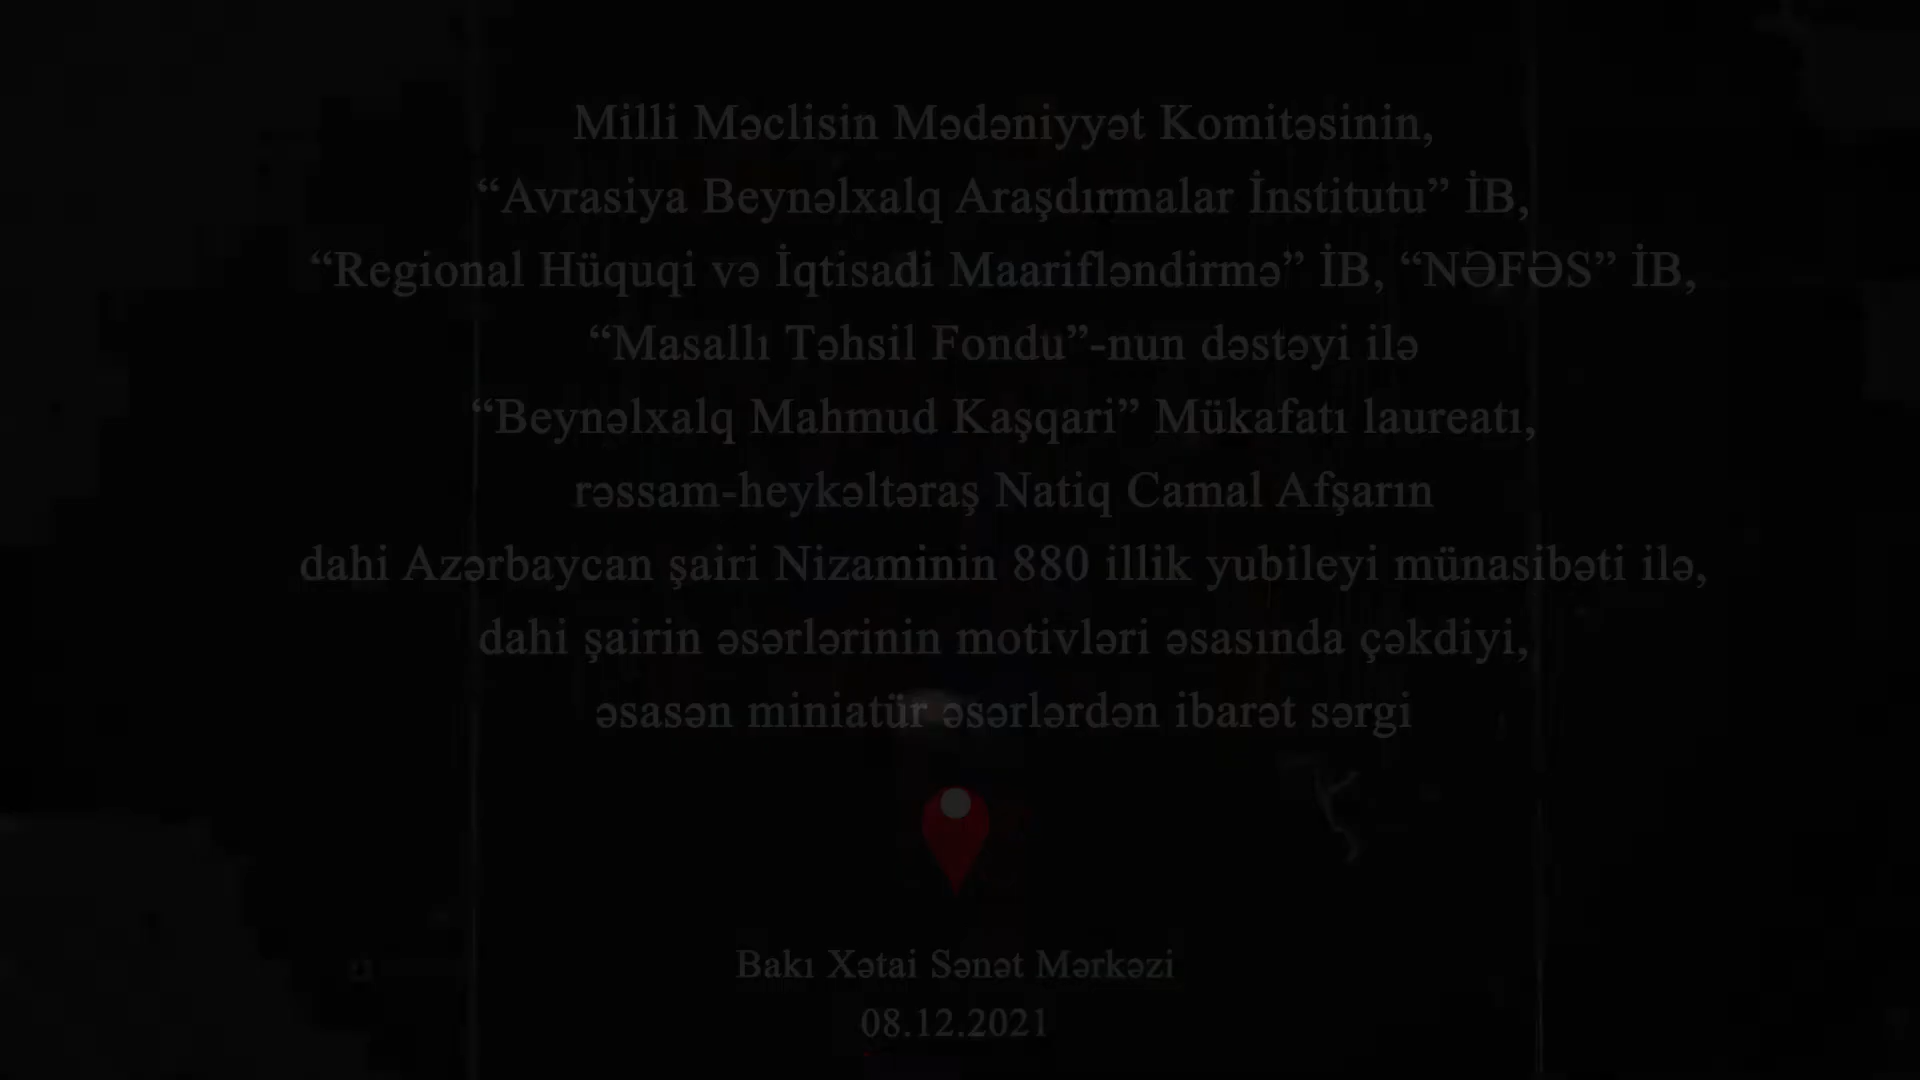 Milli Məclisin Mədəniyyət Komitəsinin,
“Avrasiya Beynəlxalq Araşdırmalar İnstitutu” İB,
“Regional Hüquqi və İqtisadi Maarifləndirmə” İB, “NƏFƏS” İB,
“Masallı Təhsil Fondu”-nun dəstəyi ilə
“Beynəlxalq Mahmud Kaşqari” Mükafatı laureatı,
rəssam-heykəltəraş Natiq Camal Afşarın
dahi Azərbaycan şairi Nizaminin 880 illik yubileyi münasibəti ilə,
dahi şairin əsərlərinin motivləri əsasında çəkdiyi,
əsasən miniatür əsərlərdən ibarət sərgi
Bakı Xətai Sənət Mərkəzi
08.12.2021